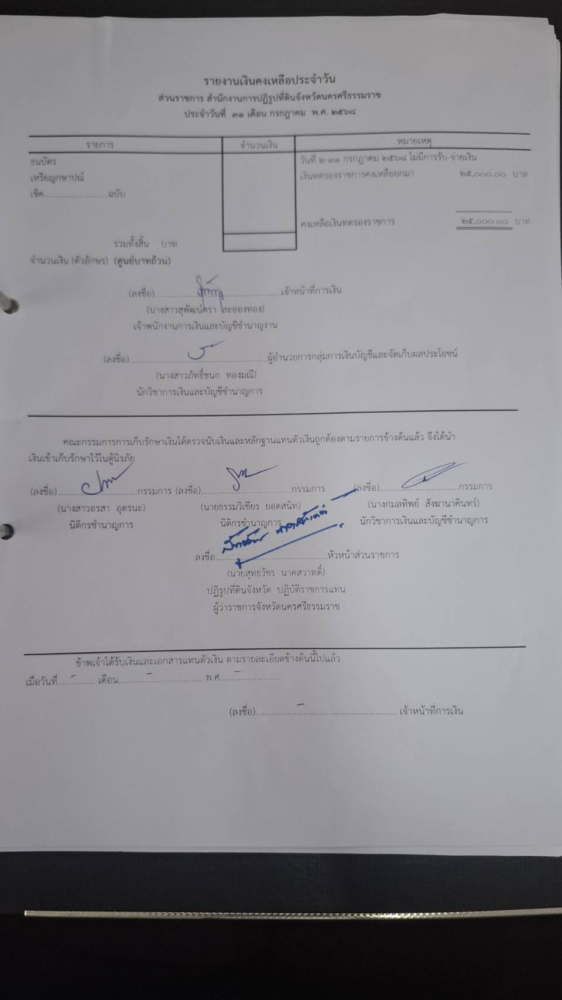 รายงานเงินคงเหลือประจำวัน
ส่วนราชการ สำนักงานการปฏิรูปที่ดินจังหวัดนครศรีธรรมราช
ประจำวันที่ ๓๑ เดือน กรกฎาคม พ.ศ. ๒๕๖๘
รายการ จำนวนเงิน หมายเหตุ
ธนบัตร วันที่ ๒-๓๑ กรกฎาคม ๒๕๖๘ ไม่มีการรับ-จ่ายเงิน
เหรียญกษาปณ์ เงินทดรองราชการคงเหลือยกมา ๒๕,๐๐๐.๐๐ บาท
เช็ค............................ฉบับ
คงเหลือเงินทดรองราชการ ๒๕,๐๐๐.๐๐ บาท
รวมทั้งสิ้น บาท
จำนวนเงิน (ตัวอักษร) (ศูนย์บาทถ้วน)
(ลงชื่อ)..................................................เจ้าหน้าที่การเงิน
(นางสาวสุพัฒน์ตรา ละอองทอง)
เจ้าพนักงานการเงินและบัญชีชำนาญงาน
(ลงชื่อ)............................................................ผู้อำนวยการกลุ่มการเงินบัญชีและจัดเก็บผลประโยชน์
(นางสาวภัทธิ์ชนก ทองมณี)
นักวิชาการเงินและบัญชีชำนาญการ
คณะกรรมการการเก็บรักษาเงินได้ตรวจนับเงินและหลักฐานแทนตัวเงินถูกต้องตามรายการข้างต้นแล้ว จึงได้นำ
เงินเข้าเก็บรักษาไว้ในตู้นิรภัย
(ลงชื่อ)...................................กรรมการ (ลงชื่อ).......................................กรรมการ (ลงชื่อ)...................................กรรมการ
(นางสาวอรสา อุตรนะ) (นายธรรมวิเชียร ยอดสนิท) (นางกมลทิพย์ สังฆานาคินทร์)
นิติกรชำนาญการ นิติกรชำนาญการ นักวิชาการเงินและบัญชีชำนาญการ
ลงชื่อ.................................................หัวหน้าส่วนราชการ
(นายสุทธวัชร นาคสวาทดิ์)
ปฏิรูปที่ดินจังหวัด ปฏิบัติราชการแทน
ผู้ว่าราชการจังหวัดนครศรีธรรมราช
ข้าพเจ้าได้รับเงินและเอกสารแทนตัวเงิน ตามรายละเอียดข้างต้นนี้ไปแล้ว
เมื่อวันที่................ เดือน.................................... พ.ศ..........................
(ลงชื่อ).............................................................. เจ้าหน้าที่การเงิน